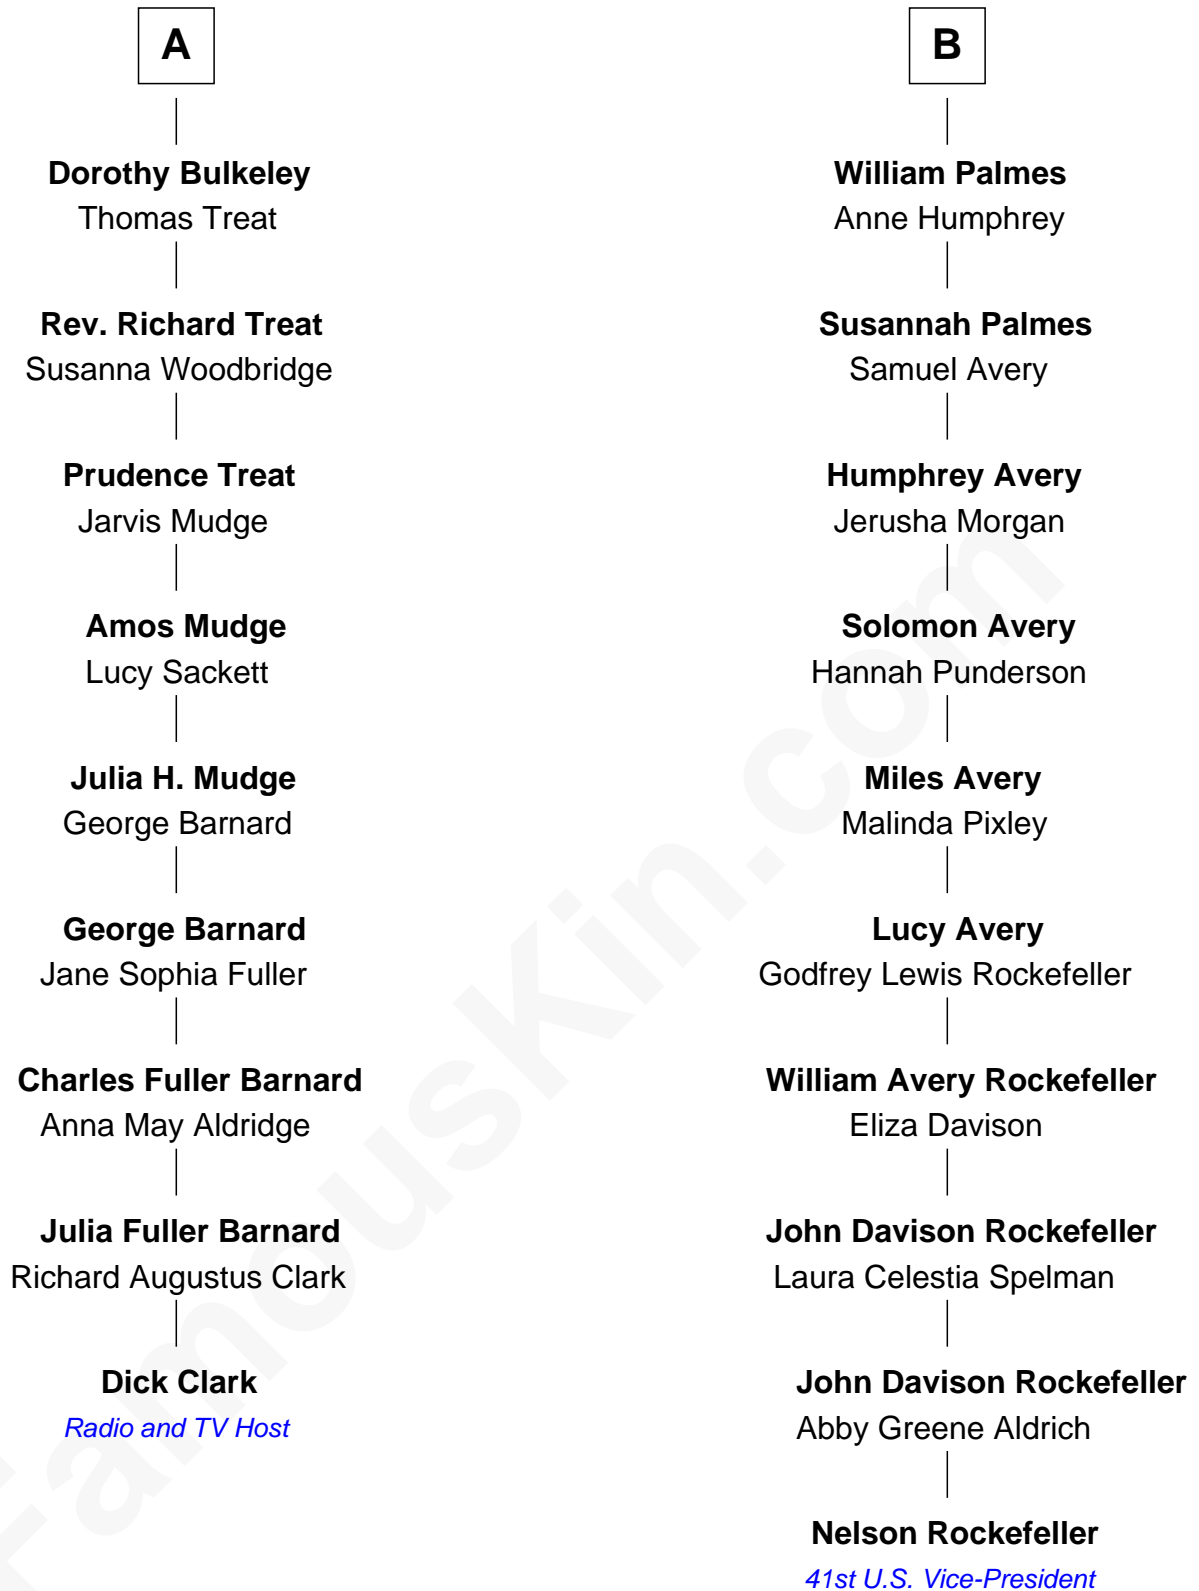 A
Dorothy Bulkeley
Thomas Treat
Rev. Richard Treat
Susanna Woodbridge
Prudence Treat
Jarvis Mudge
Amos Mudge
Lucy Sackett
Julia H. Mudge
George Barnard
George Barnard
Jane Sophia Fuller
Charles Fuller Barnard
Anna May Aldridge
Julia Fuller Barnard
Richard Augustus Clark
Dick Clark
Radio and TV Host
B
William Palmes
Anne Humphrey
Susannah Palmes
Samuel Avery
Humphrey Avery
Jerusha Morgan
Solomon Avery
Hannah Punderson
Miles Avery
Malinda Pixley
Lucy Avery
Godfrey Lewis Rockefeller
William Avery Rockefeller
Eliza Davison
John Davison Rockefeller
Laura Celestia Spelman
John Davison Rockefeller
Abby Greene Aldrich
Nelson Rockefeller
41st U.S. Vice-President
FamousKin.com